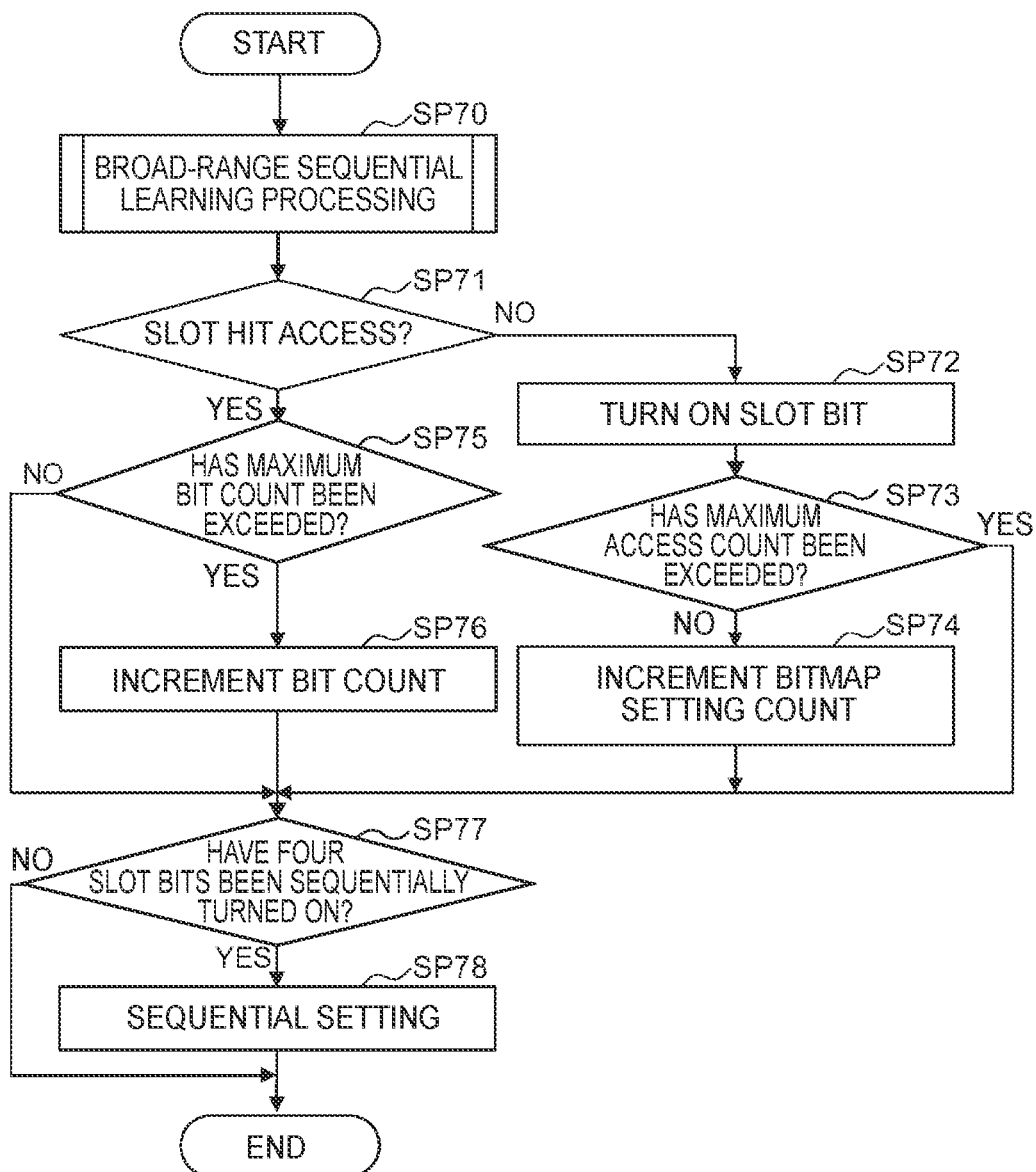 START
SP70
BROAD-RANGE SEQUENTIAL
LEARNING PROCESSING
SP71
SLOT HIT ACCESS?
NO
YES
SP72
TURN ON SLOT BIT
SP75
HAS MAXIMUM
BIT COUNT BEEN
EXCEEDED?
NO
YES
SP73
HAS MAXIMUM
ACCESS COUNT BEEN
EXCEEDED?
YES
NO
SP76
INCREMENT BIT COUNT
SP74
INCREMENT BITMAP
SETTING COUNT
SP77
HAVE FOUR
SLOT BITS BEEN SEQUENTIALLY
TURNED ON?
NO
YES
SP78
SEQUENTIAL SETTING
END